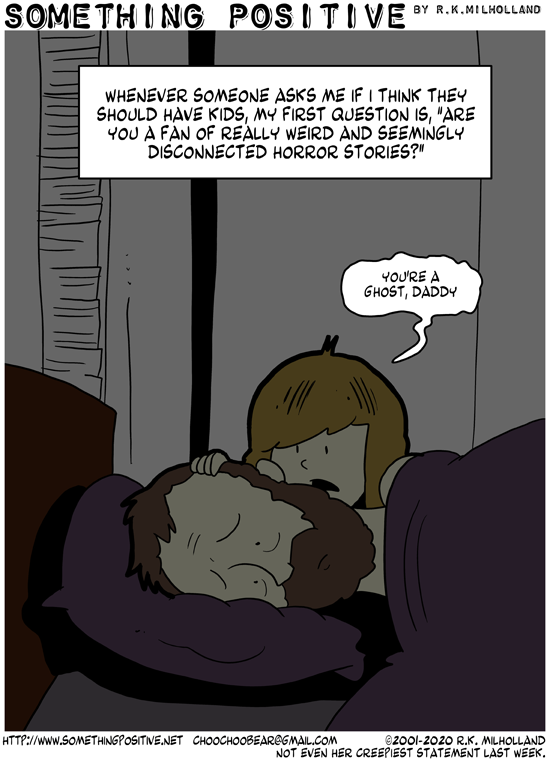 SOMETHING POSITIVE BY R.K.MILHOLLAND
WHENEVER SOMEONE ASKS ME IF I THINK THEY
SHOULD HAVE KIDS, MY FIRST QUESTION IS, "ARE
YOU A FAN OF REALLY WEIRD AND SEEMINGLY
DISCONNECTED HORROR STORIES?"
YOU'RE A
GHOST, DADDY
HTTP://WWW.SOMETHINGPOSITIVE.NET CHOOCHOOBEAR@GMAIL.COM ©2001-2020 R.K. MILHOLLAND
NOT EVEN HER CREEPIEST STATEMENT LAST WEEK.